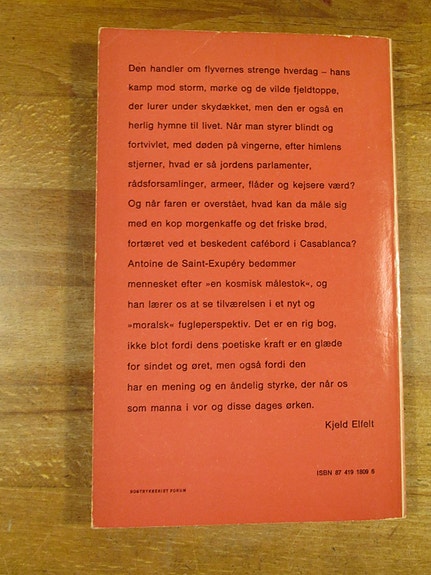 Den handler om flyvernes strenge hverdag – hans
kamp mod storm, mørke og de vilde fjeldtoppe,
der lurer under skydækket, men den er også en
herlig hymne til livet. Når man styrer blindt og
fortvivlet, med døden på vingerne, efter himlens
stjerner, hvad er så jordens parlamenter,
rådsforsamlinger, armeer, flåder og kejsere værd?
Og når faren er overstået, hvad kan da måle sig
med en kop morgenkaffe og det friske brød,
fortæret ved et beskedent cafébord i Casablanca?
Antoine de Saint-Exupéry bedømmer
mennesket efter »en kosmisk målestok«, og
han lærer os at se tilværelsen i et nyt og
»moralsk« fugleperspektiv. Det er en rig bog,
ikke blot fordi dens poetiske kraft er en glæde
for sindet og øret, men også fordi den
har en mening og en åndelig styrke, der når os
som manna i vor og disse dages ørken.
Kjeld Elfelt
ISBN 87 419 1809 6
BOGTRYKKERIET FORUM